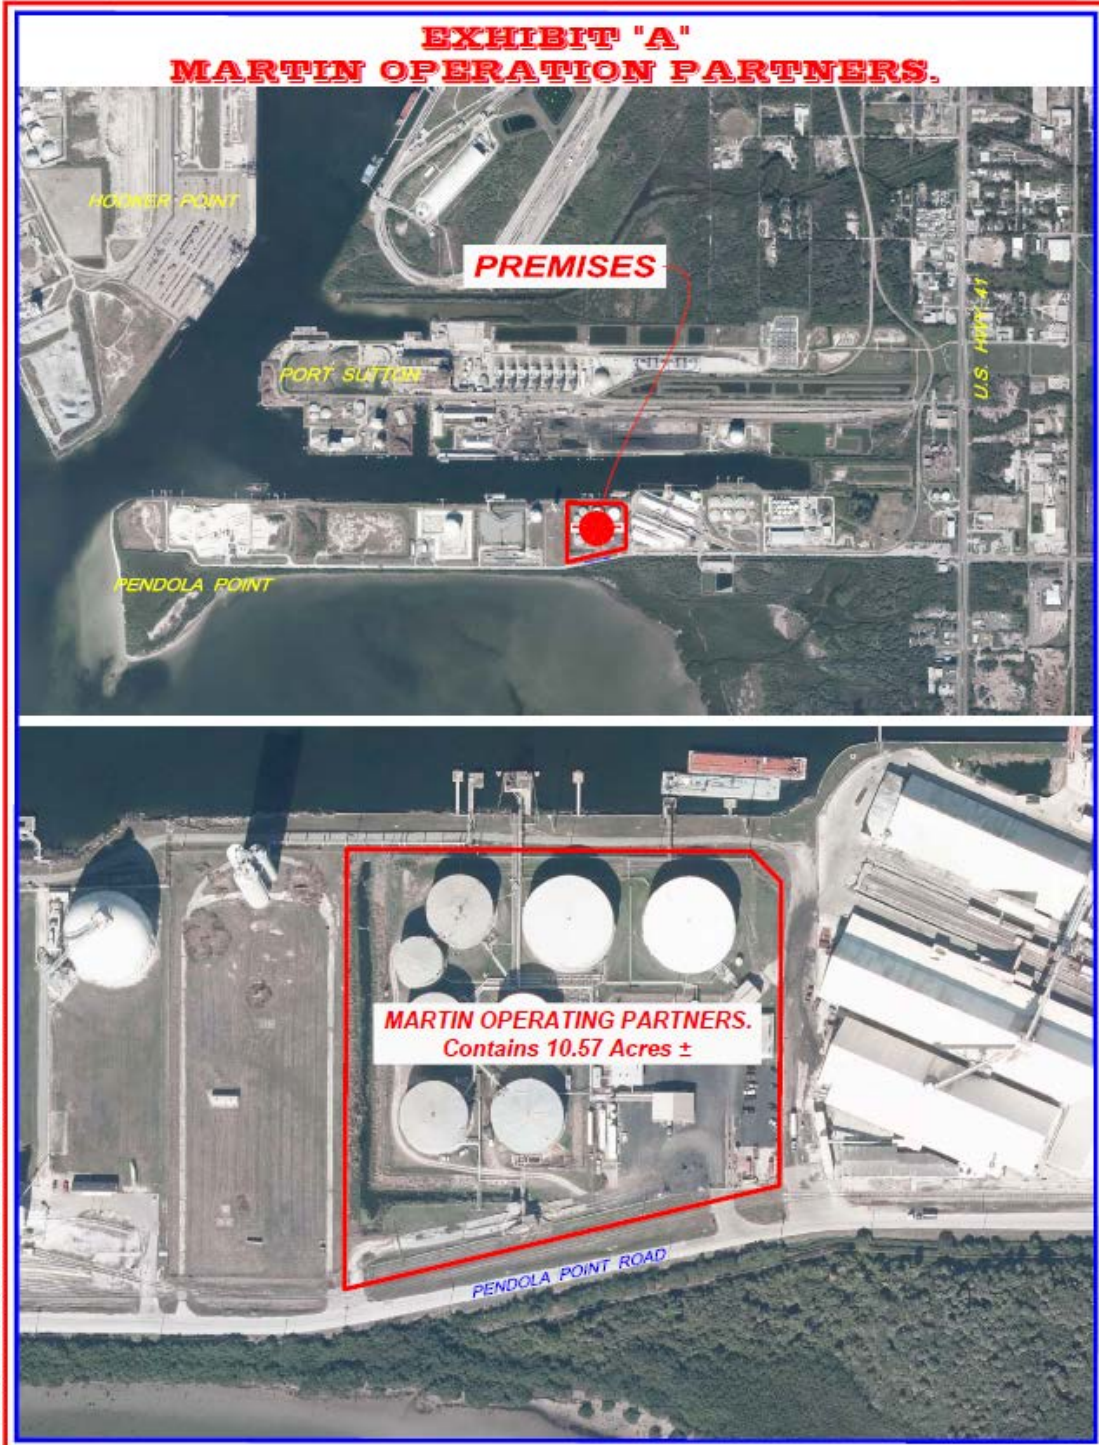 EXHIBIT "A"
MARTIN OPERATION PARTNERS.
HOOKER POINT
PREMISES
U.S. HWY 41
PORT SUTTON
PENDOLA POINT
MARTIN OPERATING PARTNERS.
Contains 10.57 Acres ±
PENDOLA POINT ROAD